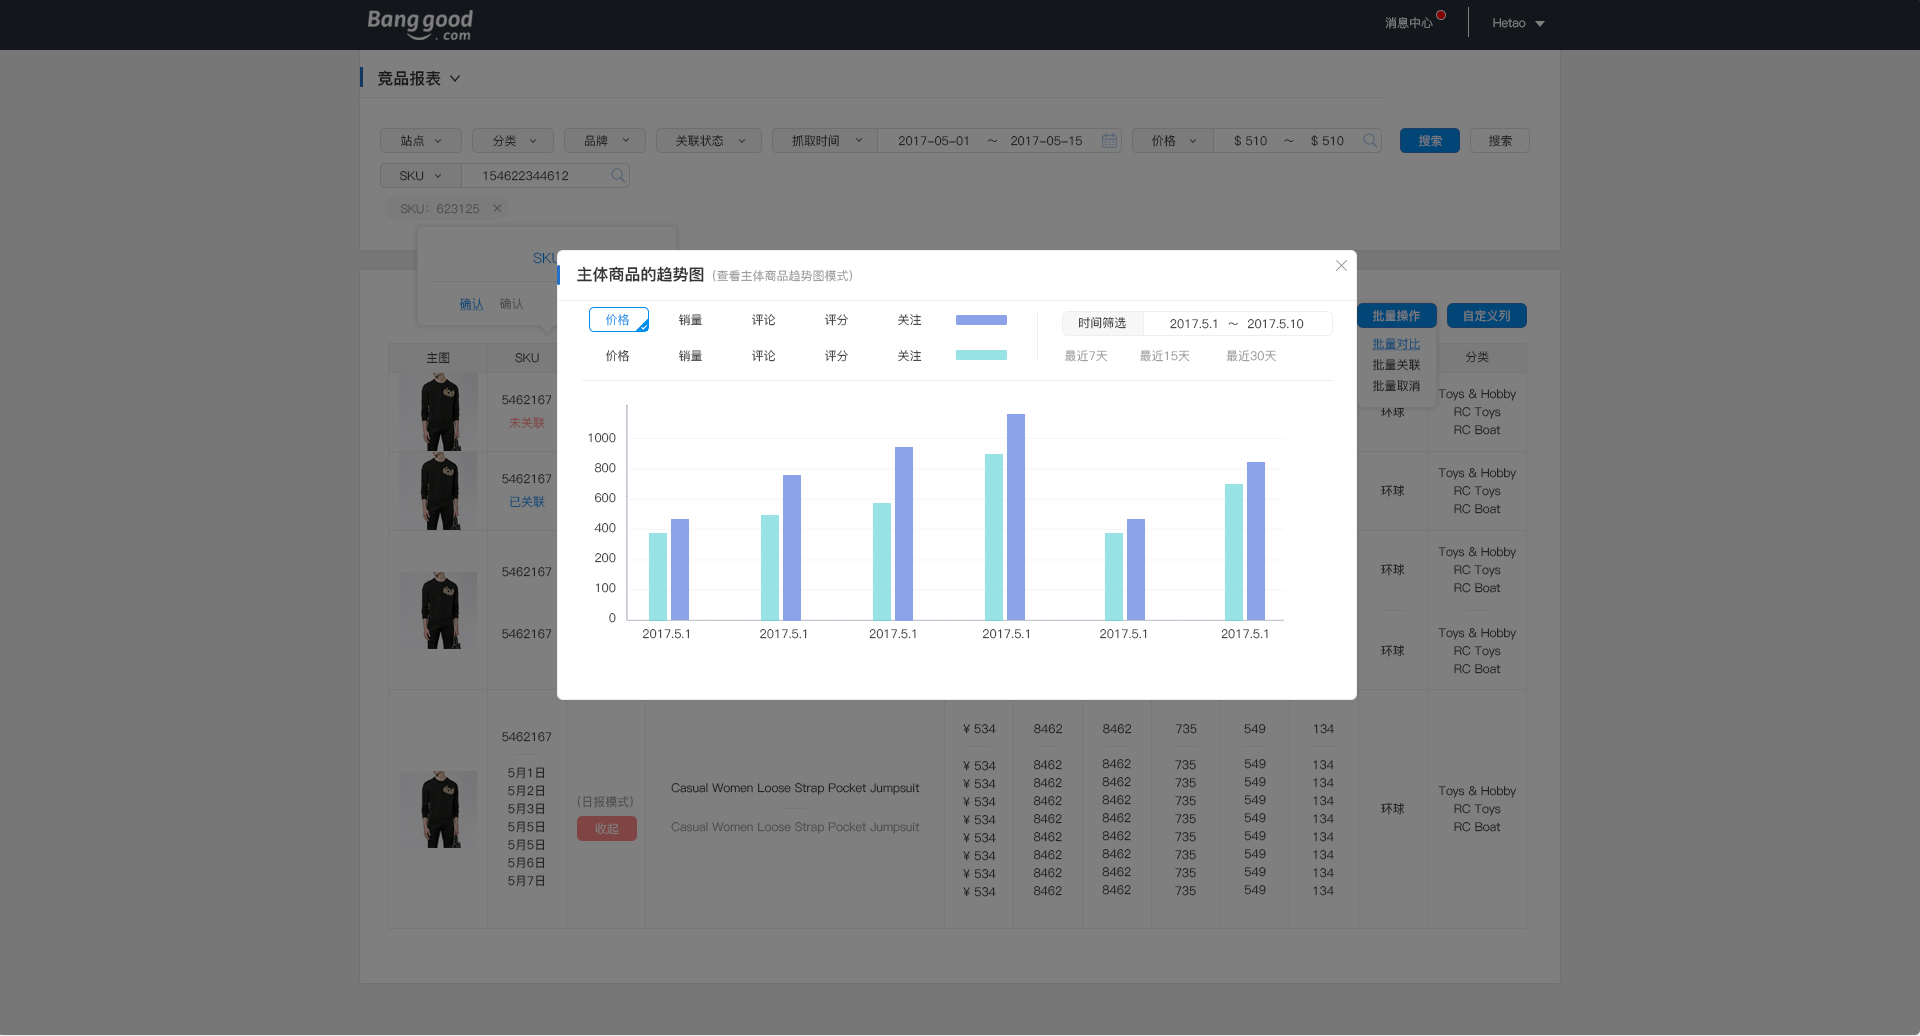 Banggood
.com
消息中心
Hetao
竞品报表
站点 分类 品牌 关联状态 抓取时间 2017-05-01 ~ 2017-05-15 价格 $ 510 ~ $ 510 搜索 搜索
SKU 154622344612
SKU: 623125 ×
SKU
确认 确认
主体商品的趋势图 (查看主体商品趋势图模式)
价格 销量 评论 评分 关注
价格 销量 评论 评分 关注
时间筛选 2017.5.1 ~ 2017.5.10
最近7天 最近15天 最近30天
1000
800
600
400
200
100
0
2017.5.1 2017.5.1 2017.5.1 2017.5.1 2017.5.1 2017.5.1
批量操作 自定义列
批量对比
批量关联
批量取消
主图 SKU 分类
5462167
未关联
环球
Toys & Hobby
RC Toys
RC Boat
5462167
已关联
环球
Toys & Hobby
RC Toys
RC Boat
5462167
环球
Toys & Hobby
RC Toys
RC Boat
5462167
环球
Toys & Hobby
RC Toys
RC Boat
5462167
5月1日
5月2日
5月3日
5月5日
5月5日
5月6日
5月7日
(日报模式)
收起
Casual Women Loose Strap Pocket Jumpsuit
Casual Women Loose Strap Pocket Jumpsuit
¥ 534 8462 8462 735 549 134
¥ 534 8462 8462 735 549 134
¥ 534 8462 8462 735 549 134
¥ 534 8462 8462 735 549 134
¥ 534 8462 8462 735 549 134
¥ 534 8462 8462 735 549 134
¥ 534 8462 8462 735 549 134
¥ 534 8462 8462 735 549 134
¥ 534 8462 8462 735 549 134
环球
Toys & Hobby
RC Toys
RC Boat